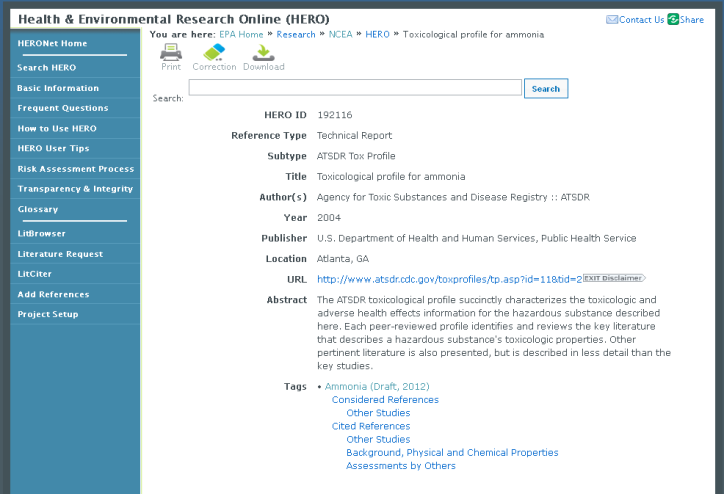 Health & Environmental Research Online (HERO)
Contact Us Share
You are here: EPA Home » Research » NCEA » HERO » Toxicological profile for ammonia
HERONet Home
Search HERO
Basic Information
Frequent Questions
How to Use HERO
HERO User Tips
Risk Assessment Process
Transparency & Integrity
Glossary
LitBrowser
Literature Request
LitCiter
Add References
Project Setup
Print Correction Download
Search: Search
HERO ID 192116
Reference Type Technical Report
Subtype ATSDR Tox Profile
Title Toxicological profile for ammonia
Author(s) Agency for Toxic Substances and Disease Registry :: ATSDR
Year 2004
Publisher U.S. Department of Health and Human Services, Public Health Service
Location Atlanta, GA
URL http://www.atsdr.cdc.gov/toxprofiles/tp.asp?id=11&tid=2 EXIT Disclaimer
Abstract The ATSDR toxicological profile succinctly characterizes the toxicologic and
adverse health effects information for the hazardous substance described
here. Each peer-reviewed profile identifies and reviews the key literature
that describes a hazardous substance's toxicologic properties. Other
pertinent literature is also presented, but is described in less detail than the
key studies.
Tags • Ammonia (Draft, 2012)
Considered References
Other Studies
Cited References
Other Studies
Background, Physical and Chemical Properties
Assessments by Others